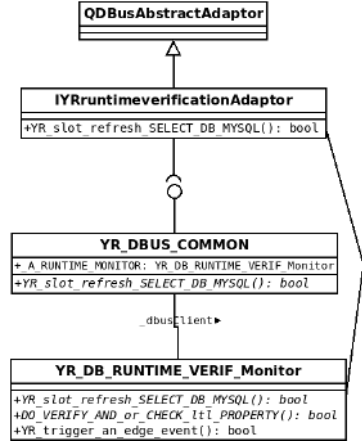 QDBusAbstractAdaptor
IYRruntimeverificationAdaptor
+YR_slot_refresh_SELECT_DB_MYSQL(): bool
YR_DBUS_COMMON
+_A_RUNTIME_MONITOR: YR_DB_RUNTIME_VERIF_Monitor
+YR_slot_refresh_SELECT_DB_MYSQL(): bool
_dbusClient▶
YR_DB_RUNTIME_VERIF_Monitor
+YR_slot_refresh_SELECT_DB_MYSQL(): bool
+DO_VERIFY_AND_or_CHECK_ltl_PROPERTY(): bool
+YR_trigger_an_edge_event(): bool